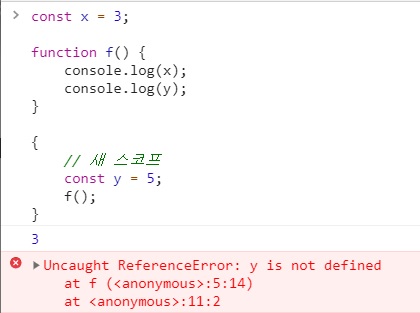 > const x = 3;
function f() {
    console.log(x);
    console.log(y);
}
{
    // 새 스코프
    const y = 5;
    f();
}
3
▶Uncaught ReferenceError: y is not defined
    at f (<anonymous>:5:14)
    at <anonymous>:11:2